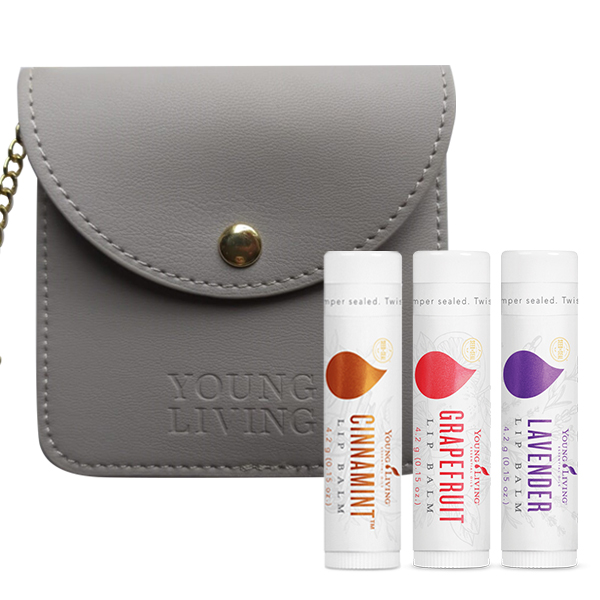 YOUNG
LIVING
mper sealed. Twis
YOUNG LIVING
CINNAMINT™
LIP BALM
4.2 g (0.15 oz)
mper sealed. Twis
YOUNG LIVING
GRAPEFRUIT
LIP BALM
4.2 g (0.15 oz)
mper sealed. Twis
YOUNG LIVING
LAVENDER
LIP BALM
4.2 g (0.15 oz)